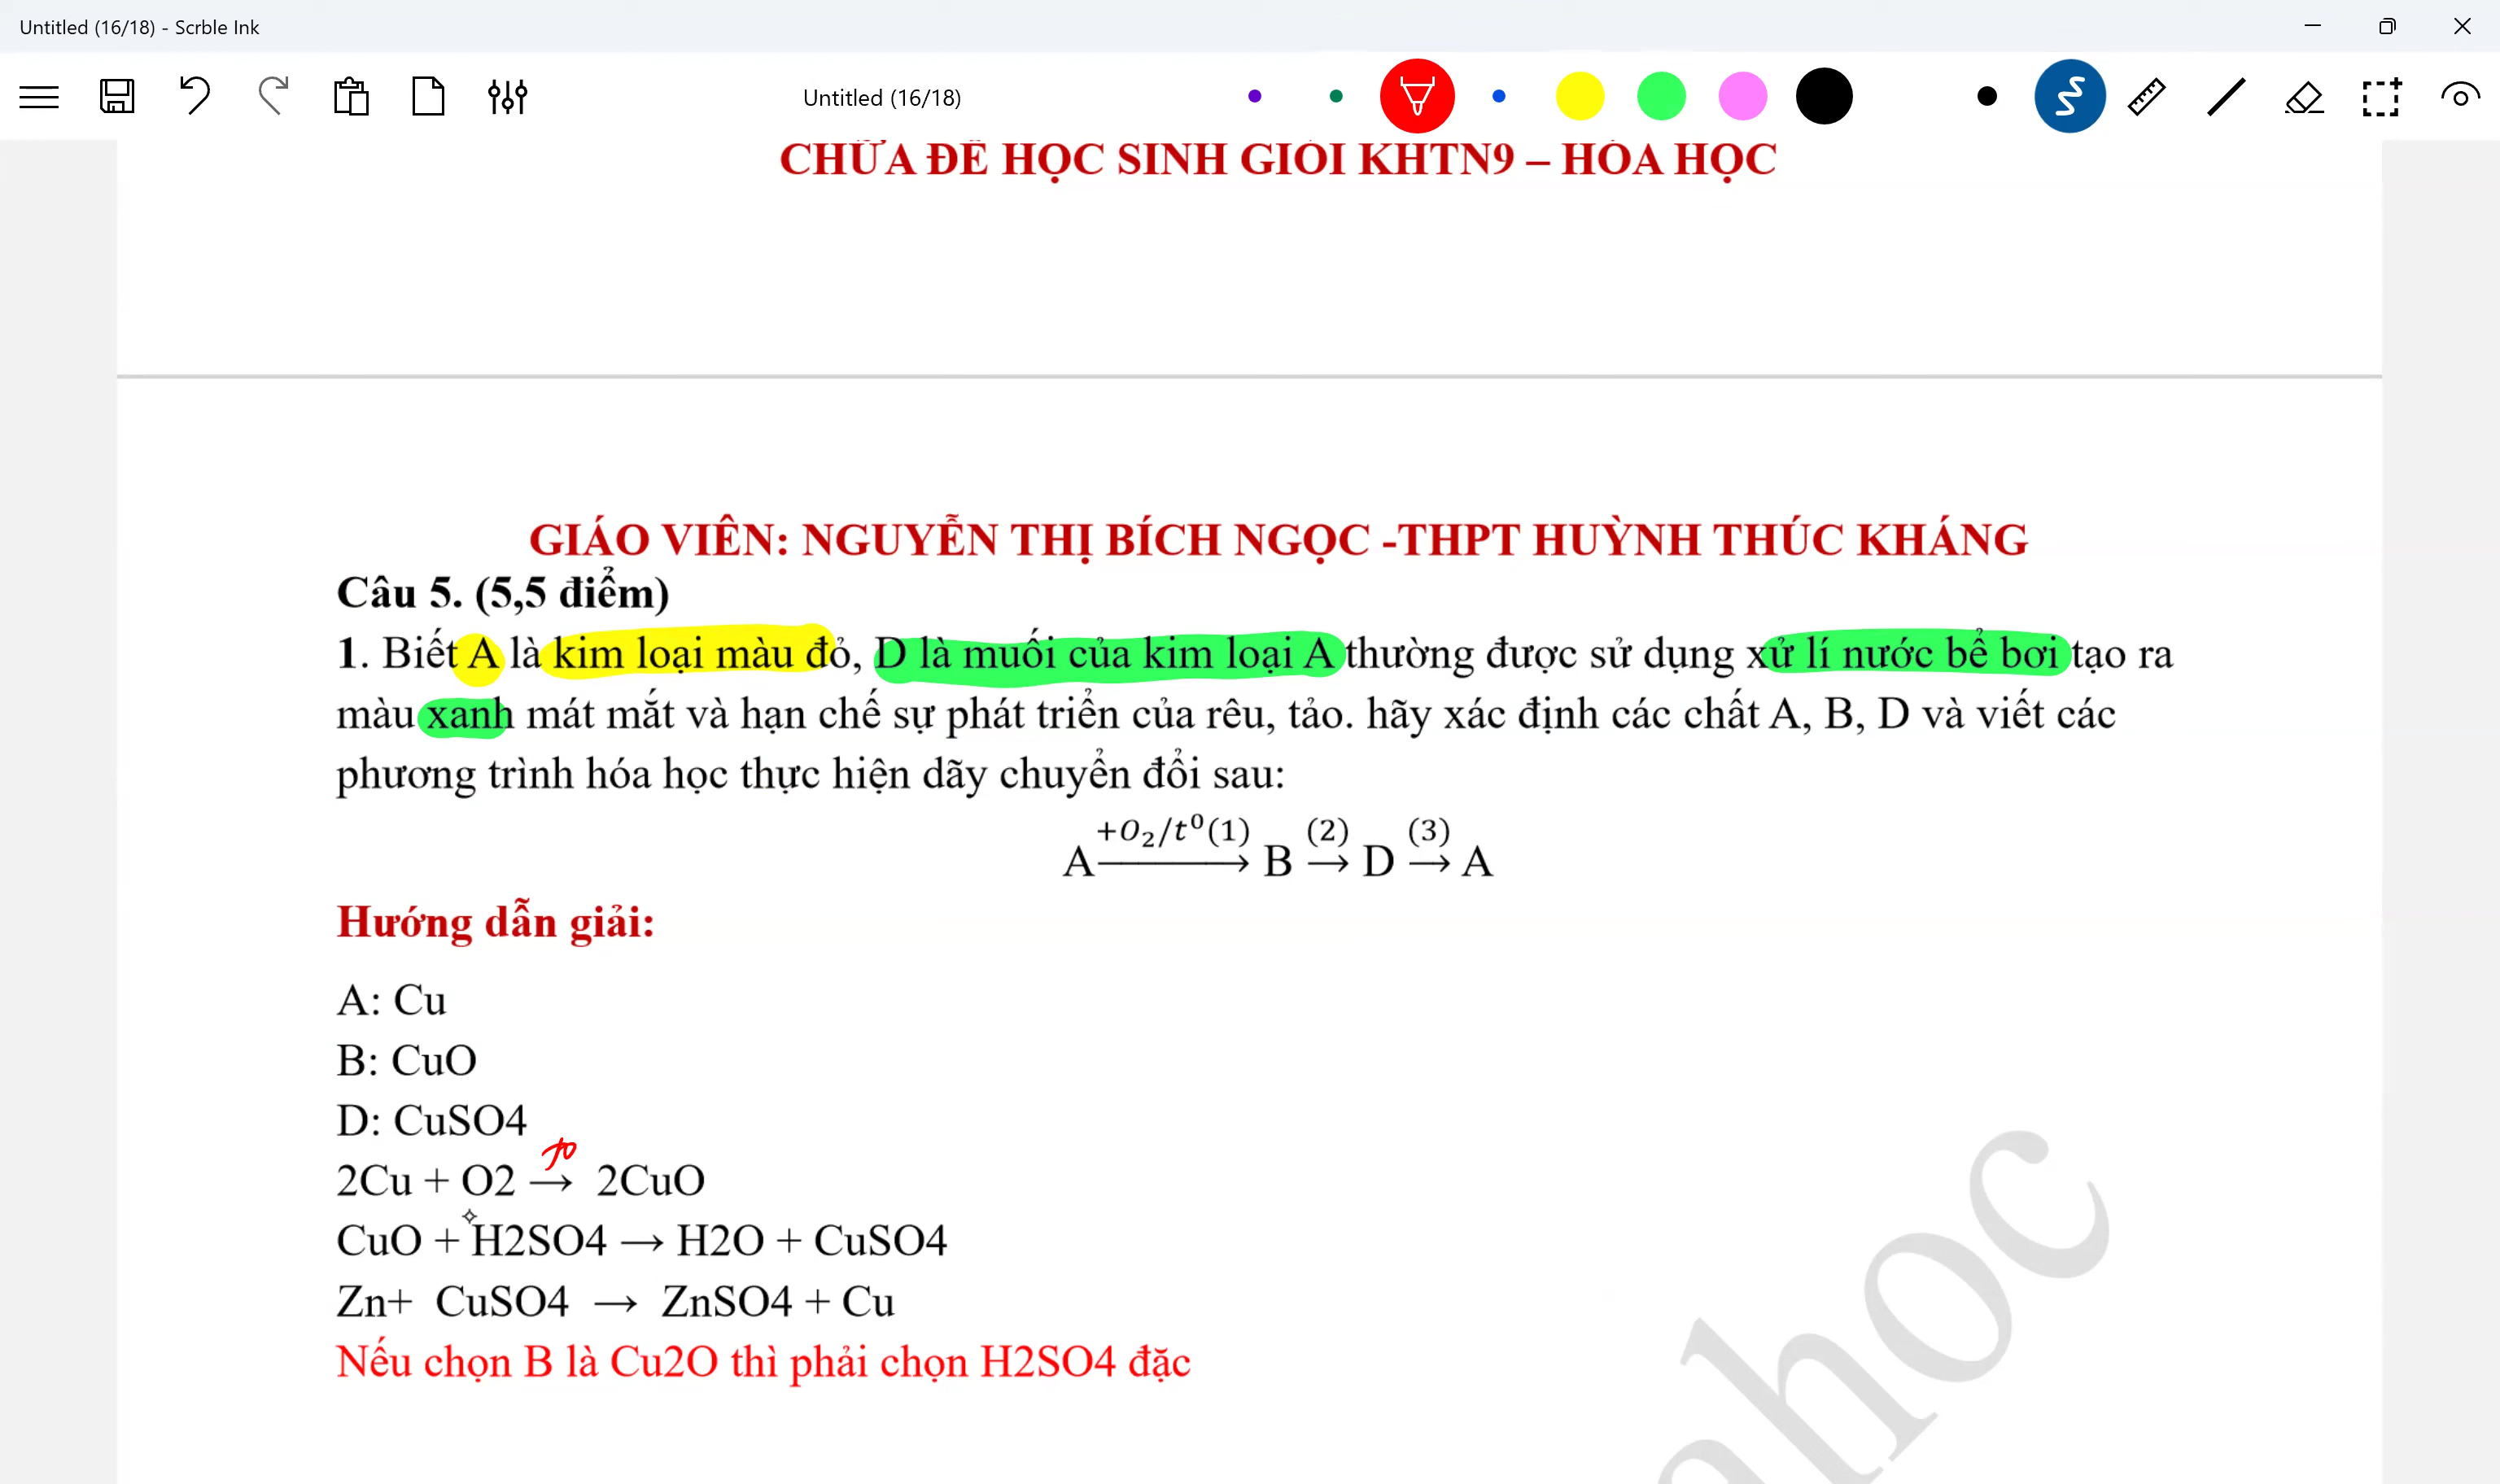 Untitled (16/18) - Scrble Ink
Untitled (16/18)
CHỮA ĐỀ HỌC SINH GIỎI KHTN9 – HÓA HỌC
GIÁO VIÊN: NGUYỄN THỊ BÍCH NGỌC -THPT HUỲNH THÚC KHÁNG
Câu 5. (5,5 điểm)
1. Biết A là kim loại màu đỏ, D là muối của kim loại A thường được sử dụng xử lí nước bể bơi tạo ra
màu xanh mát mắt và hạn chế sự phát triển của rêu, tảo. hãy xác định các chất A, B, D và viết các
phương trình hóa học thực hiện dãy chuyển đổi sau:
A +O₂/t⁰(1) → B (2) → D (3) → A
Hướng dẫn giải:
A: Cu
B: CuO
D: CuSO4
to
2Cu + O2 → 2CuO
CuO + H2SO4 → H2O + CuSO4
Zn+ CuSO4 → ZnSO4 + Cu
Nếu chọn B là Cu2O thì phải chọn H2SO4 đặc
hoc